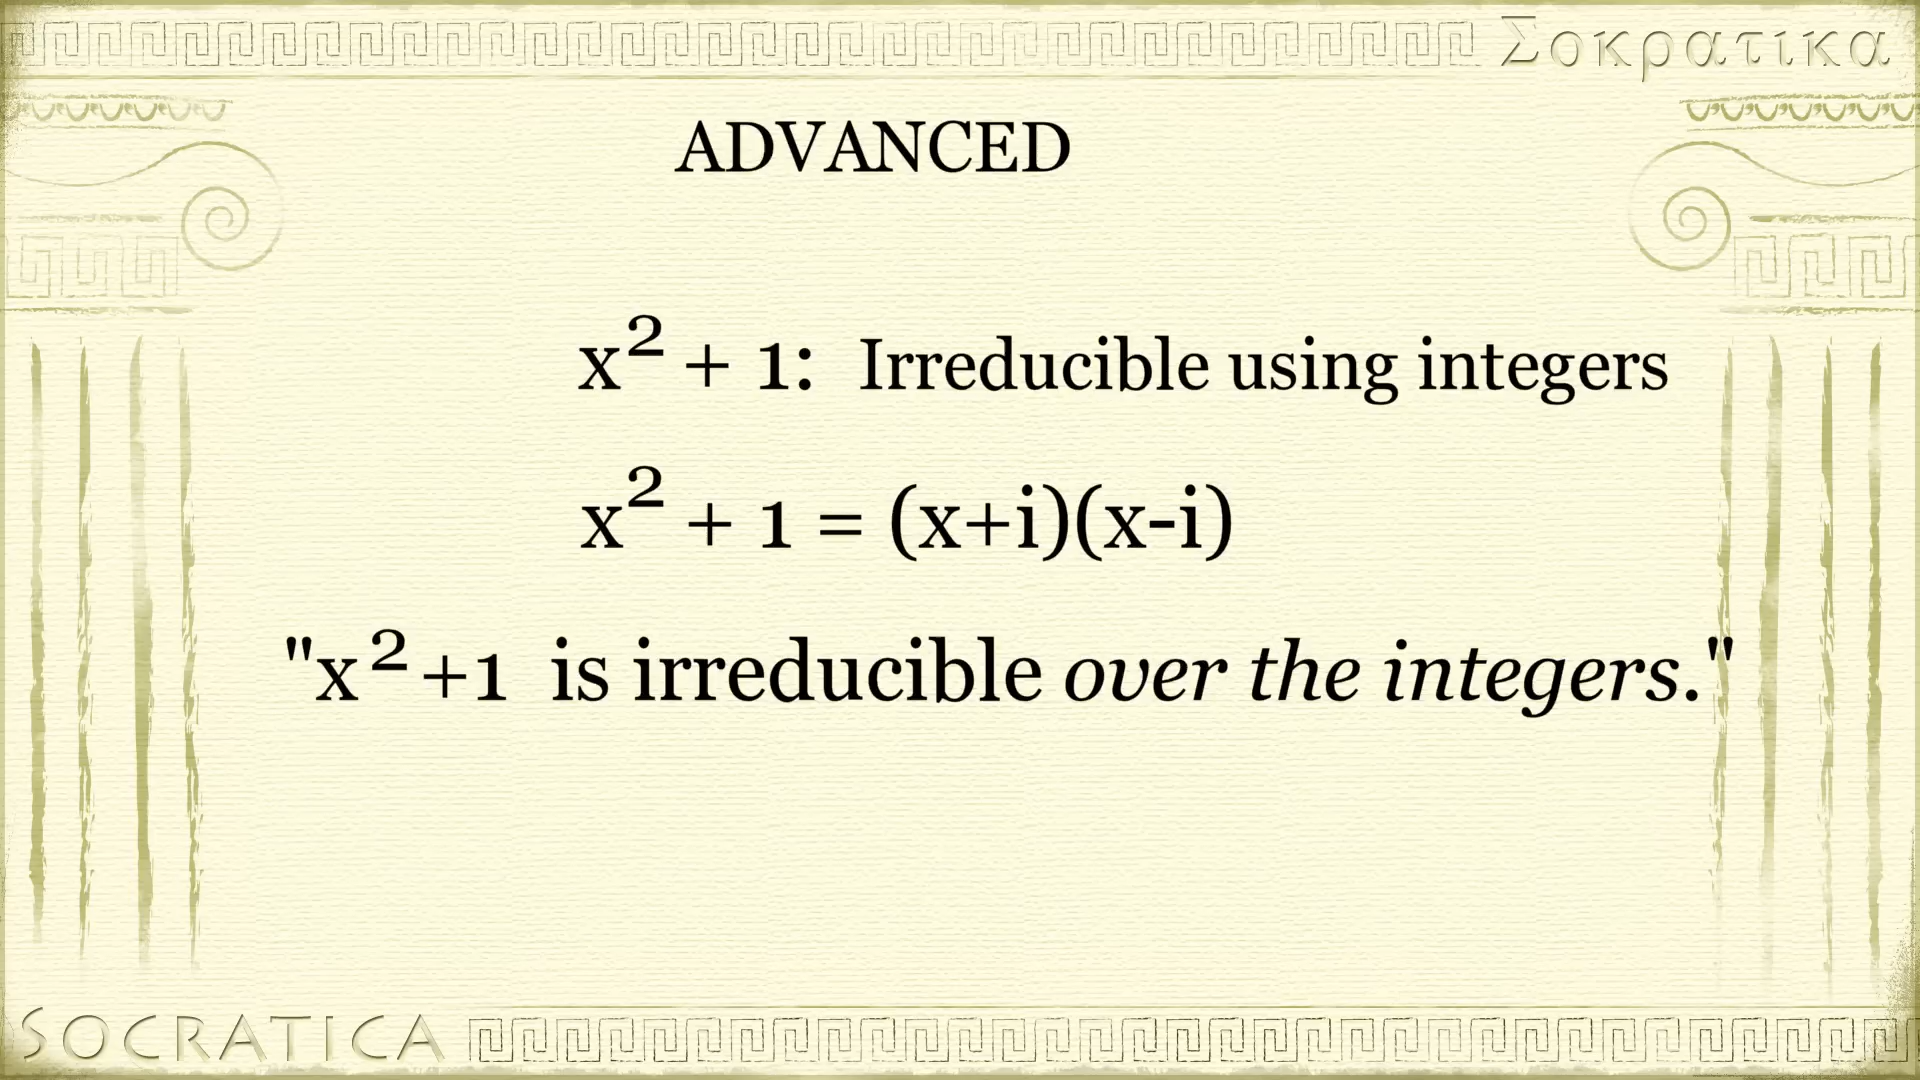 Σοκρατικα
ADVANCED
x² + 1: Irreducible using integers
x² + 1 = (x+i)(x-i)
"x²+1 is irreducible over the integers."
SOCRATICA